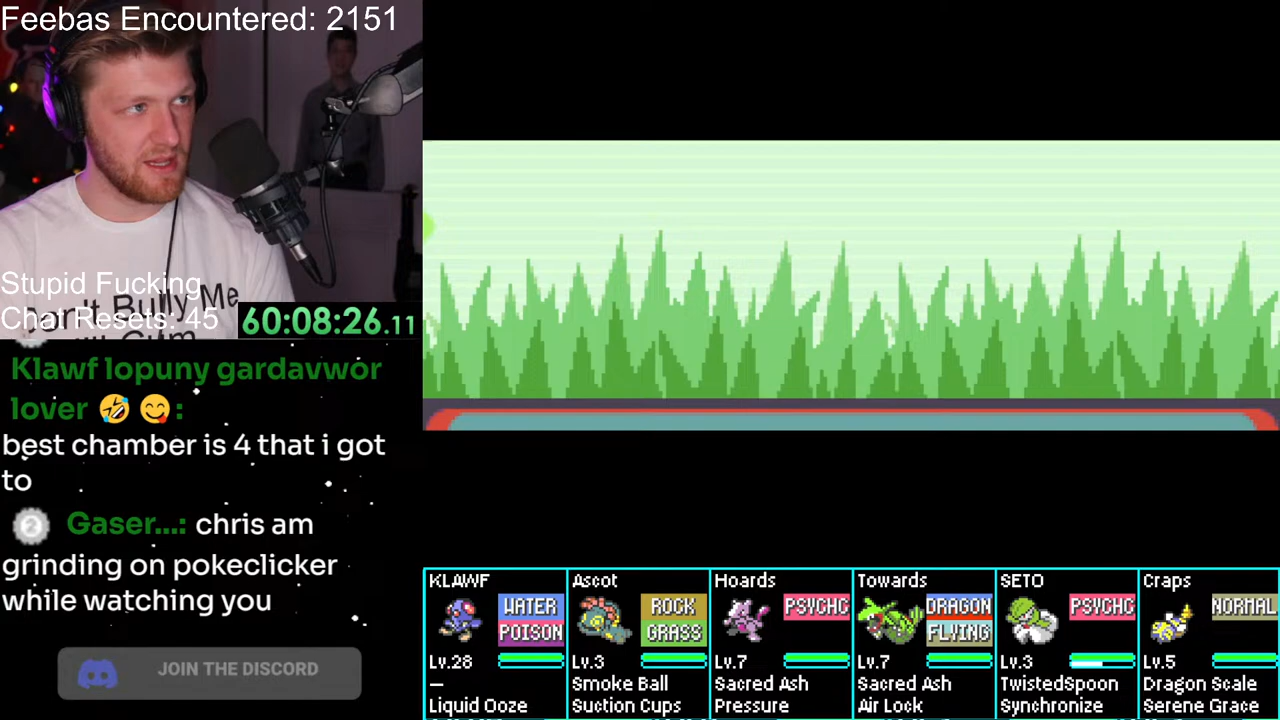 Feebas Encountered: 2151
Stupid Fucking
Chat Resets: 45
60:08:26.11
Don't Bully Me
Klawf lopuny gardavwor
lover 🤣 😋 :
best chamber is 4 that i got
to
2 Gaser...: chris am
grinding on pokeclicker
while watching you
JOIN THE DISCORD
KLAWF
WATER
POISON
Lv.28
—
Liquid Ooze
Ascot
ROCK
GRASS
Lv.3
Smoke Ball
Suction Cups
Hoards
PSYCHC
Lv.7
Sacred Ash
Pressure
Towards
DRAGON
FLYING
Lv.7
Sacred Ash
Air Lock
SETO
PSYCHC
Lv.3
TwistedSpoon
Synchronize
Craps
NORMAL
Lv.5
Dragon Scale
Serene Grace